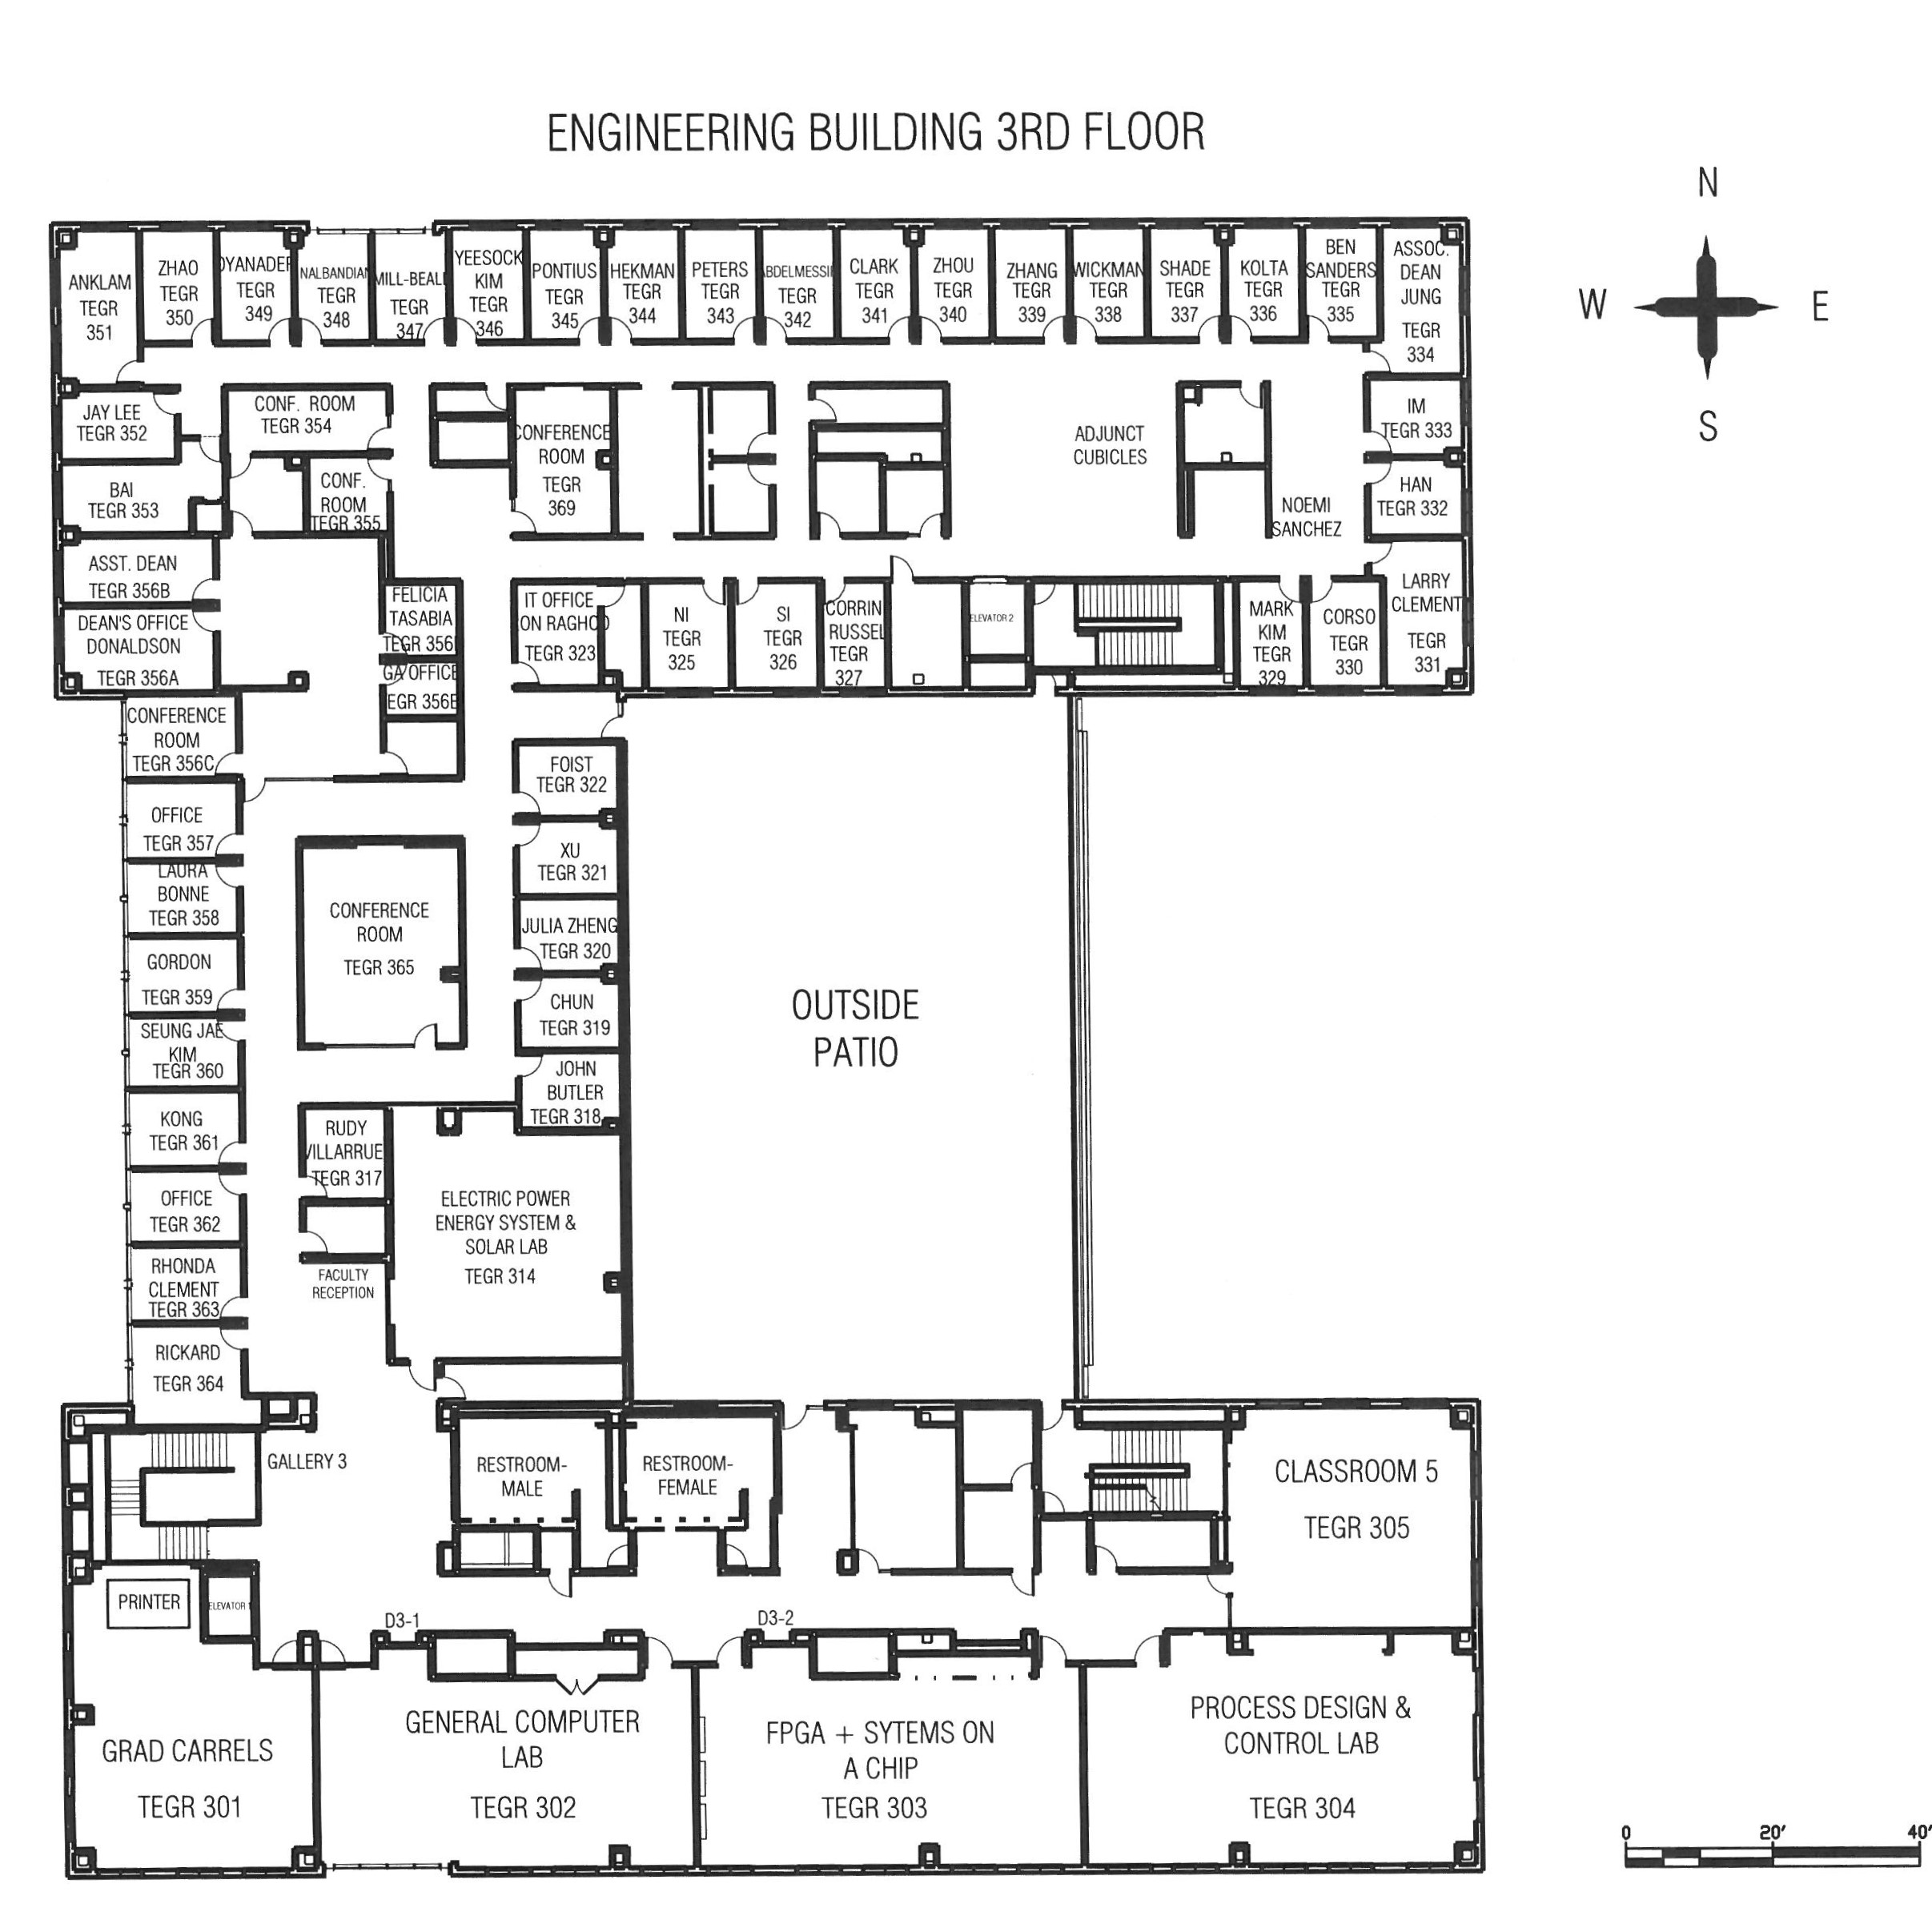 ENGINEERING BUILDING 3RD FLOOR
N
W
E
S
ANKLAM
TEGR
351
ZHAO
TEGR
350
OYANADER
TEGR
349
NALBANDIAN
TEGR
348
MILL-BEALL
TEGR
347
YEESOCK
KIM
TEGR
346
PONTIUS
TEGR
345
HEKMAN
TEGR
344
PETERS
TEGR
343
ABDELMESSIH
TEGR
342
CLARK
TEGR
341
ZHOU
TEGR
340
ZHANG
TEGR
339
WICKMAN
TEGR
338
SHADE
TEGR
337
KOLTA
TEGR
336
BEN
SANDERS
TEGR
335
ASSOC.
DEAN
JUNG
TEGR
334
JAY LEE
TEGR 352
CONF. ROOM
TEGR 354
BAI
TEGR 353
CONF.
ROOM
TEGR 355
CONFERENCE
ROOM
TEGR
369
ADJUNCT
CUBICLES
NOEMI
SANCHEZ
IM
TEGR 333
HAN
TEGR 332
ASST. DEAN
TEGR 356B
DEAN'S OFFICE
DONALDSON
TEGR 356A
FELICIA
TASABIA
TEGR 356
GA OFFICE
EGR 356E
IT OFFICE
ON RAGHOO
TEGR 323
NI
TEGR
325
SI
TEGR
326
CORRIN
RUSSEL
TEGR
327
ELEVATOR 2
MARK
KIM
TEGR
329
CORSO
TEGR
330
LARRY
CLEMENT
TEGR
331
CONFERENCE
ROOM
TEGR 356C
OFFICE
TEGR 357
LAURA
BONNE
TEGR 358
GORDON
TEGR 359
SEUNG JAE
KIM
TEGR 360
KONG
TEGR 361
OFFICE
TEGR 362
RHONDA
CLEMENT
TEGR 363
RICKARD
TEGR 364
CONFERENCE
ROOM
TEGR 365
FOIST
TEGR 322
XU
TEGR 321
JULIA ZHENG
TEGR 320
CHUN
TEGR 319
JOHN
BUTLER
TEGR 318
RUDY
VILLARRUE
TEGR 317
FACULTY
RECEPTION
ELECTRIC POWER
ENERGY SYSTEM &
SOLAR LAB
TEGR 314
OUTSIDE
PATIO
GALLERY 3
RESTROOM-
MALE
RESTROOM-
FEMALE
CLASSROOM 5
TEGR 305
PRINTER
ELEVATOR 1
D3-1
D3-2
GRAD CARRELS
TEGR 301
GENERAL COMPUTER
LAB
TEGR 302
FPGA + SYTEMS ON
A CHIP
TEGR 303
PROCESS DESIGN &
CONTROL LAB
TEGR 304
0 20' 40'